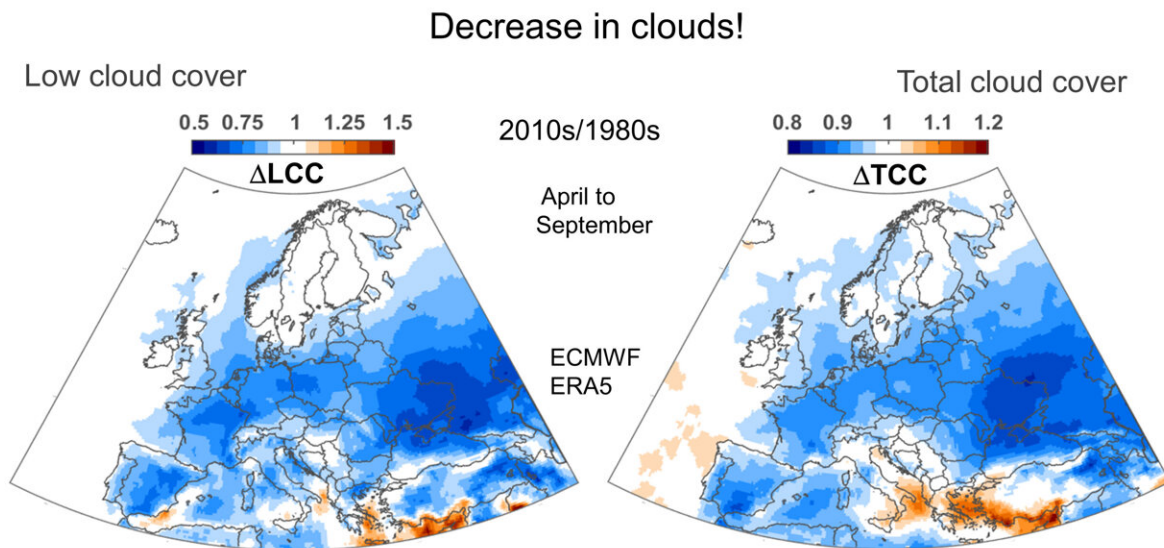 Decrease in clouds!
Low cloud cover
Total cloud cover
0.5 0.75 1 1.25 1.5
2010s/1980s
0.8 0.9 1 1.1 1.2
ΔLCC
ΔTCC
April to
September
ECMWF
ERA5